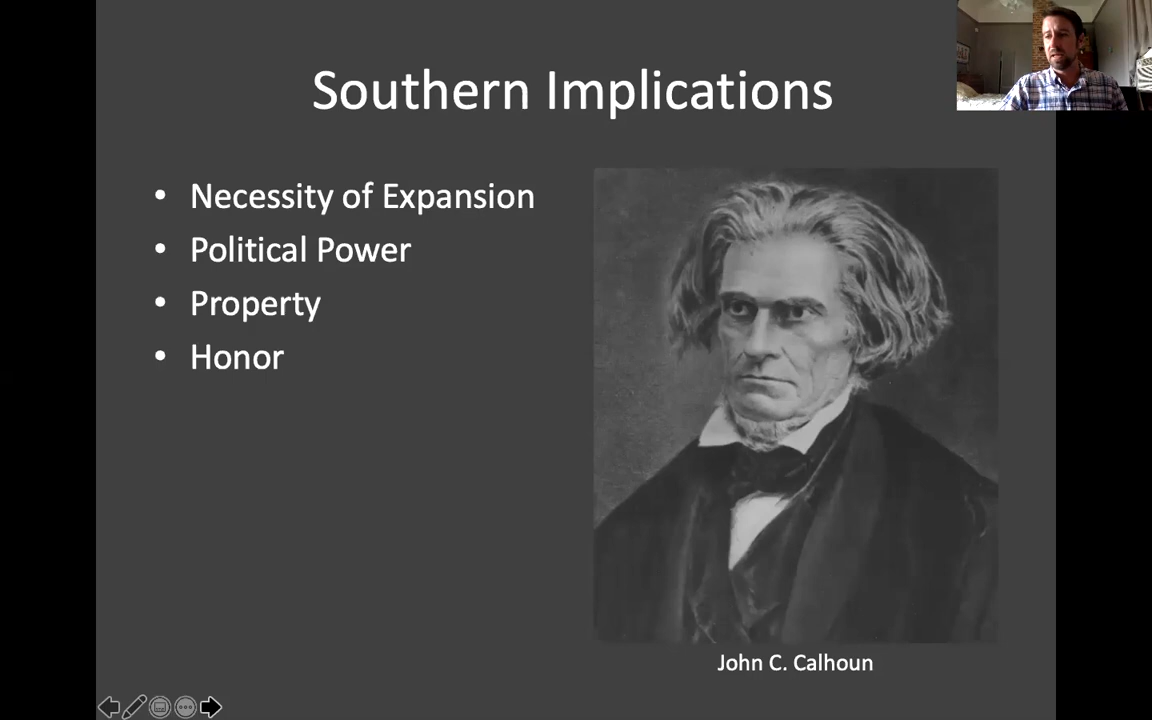 Southern Implications
• Necessity of Expansion
• Political Power
• Property
• Honor
John C. Calhoun